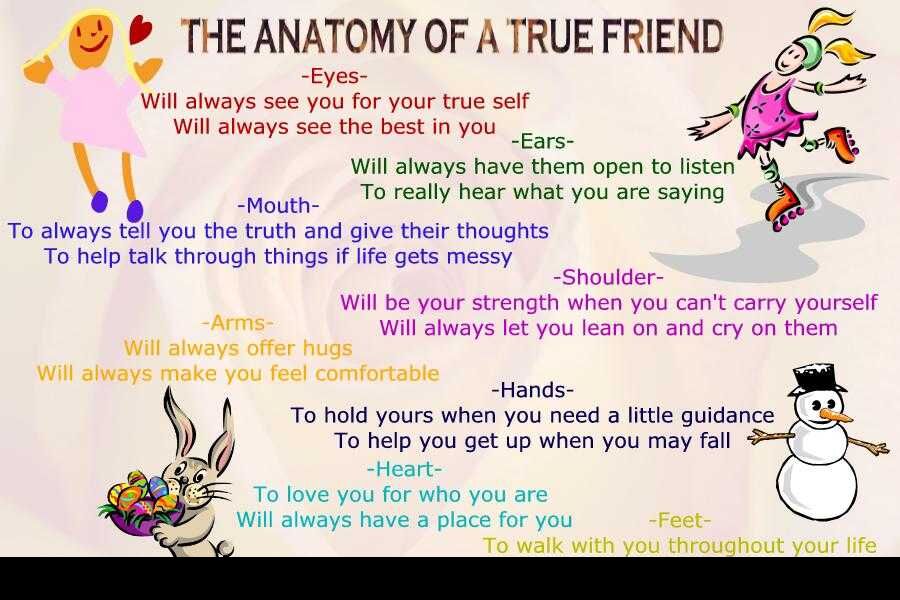 THE ANATOMY OF A TRUE FRIEND
-Eyes-
Will always see you for your true self
Will always see the best in you
-Ears-
Will always have them open to listen
To really hear what you are saying
-Mouth-
To always tell you the truth and give their thoughts
To help talk through things if life gets messy
-Shoulder-
Will be your strength when you can't carry yourself
Will always let you lean on and cry on them
-Arms-
Will always offer hugs
Will always make you feel comfortable
-Hands-
To hold yours when you need a little guidance
To help you get up when you may fall
-Heart-
To love you for who you are
Will always have a place for you
-Feet-
To walk with you throughout your life